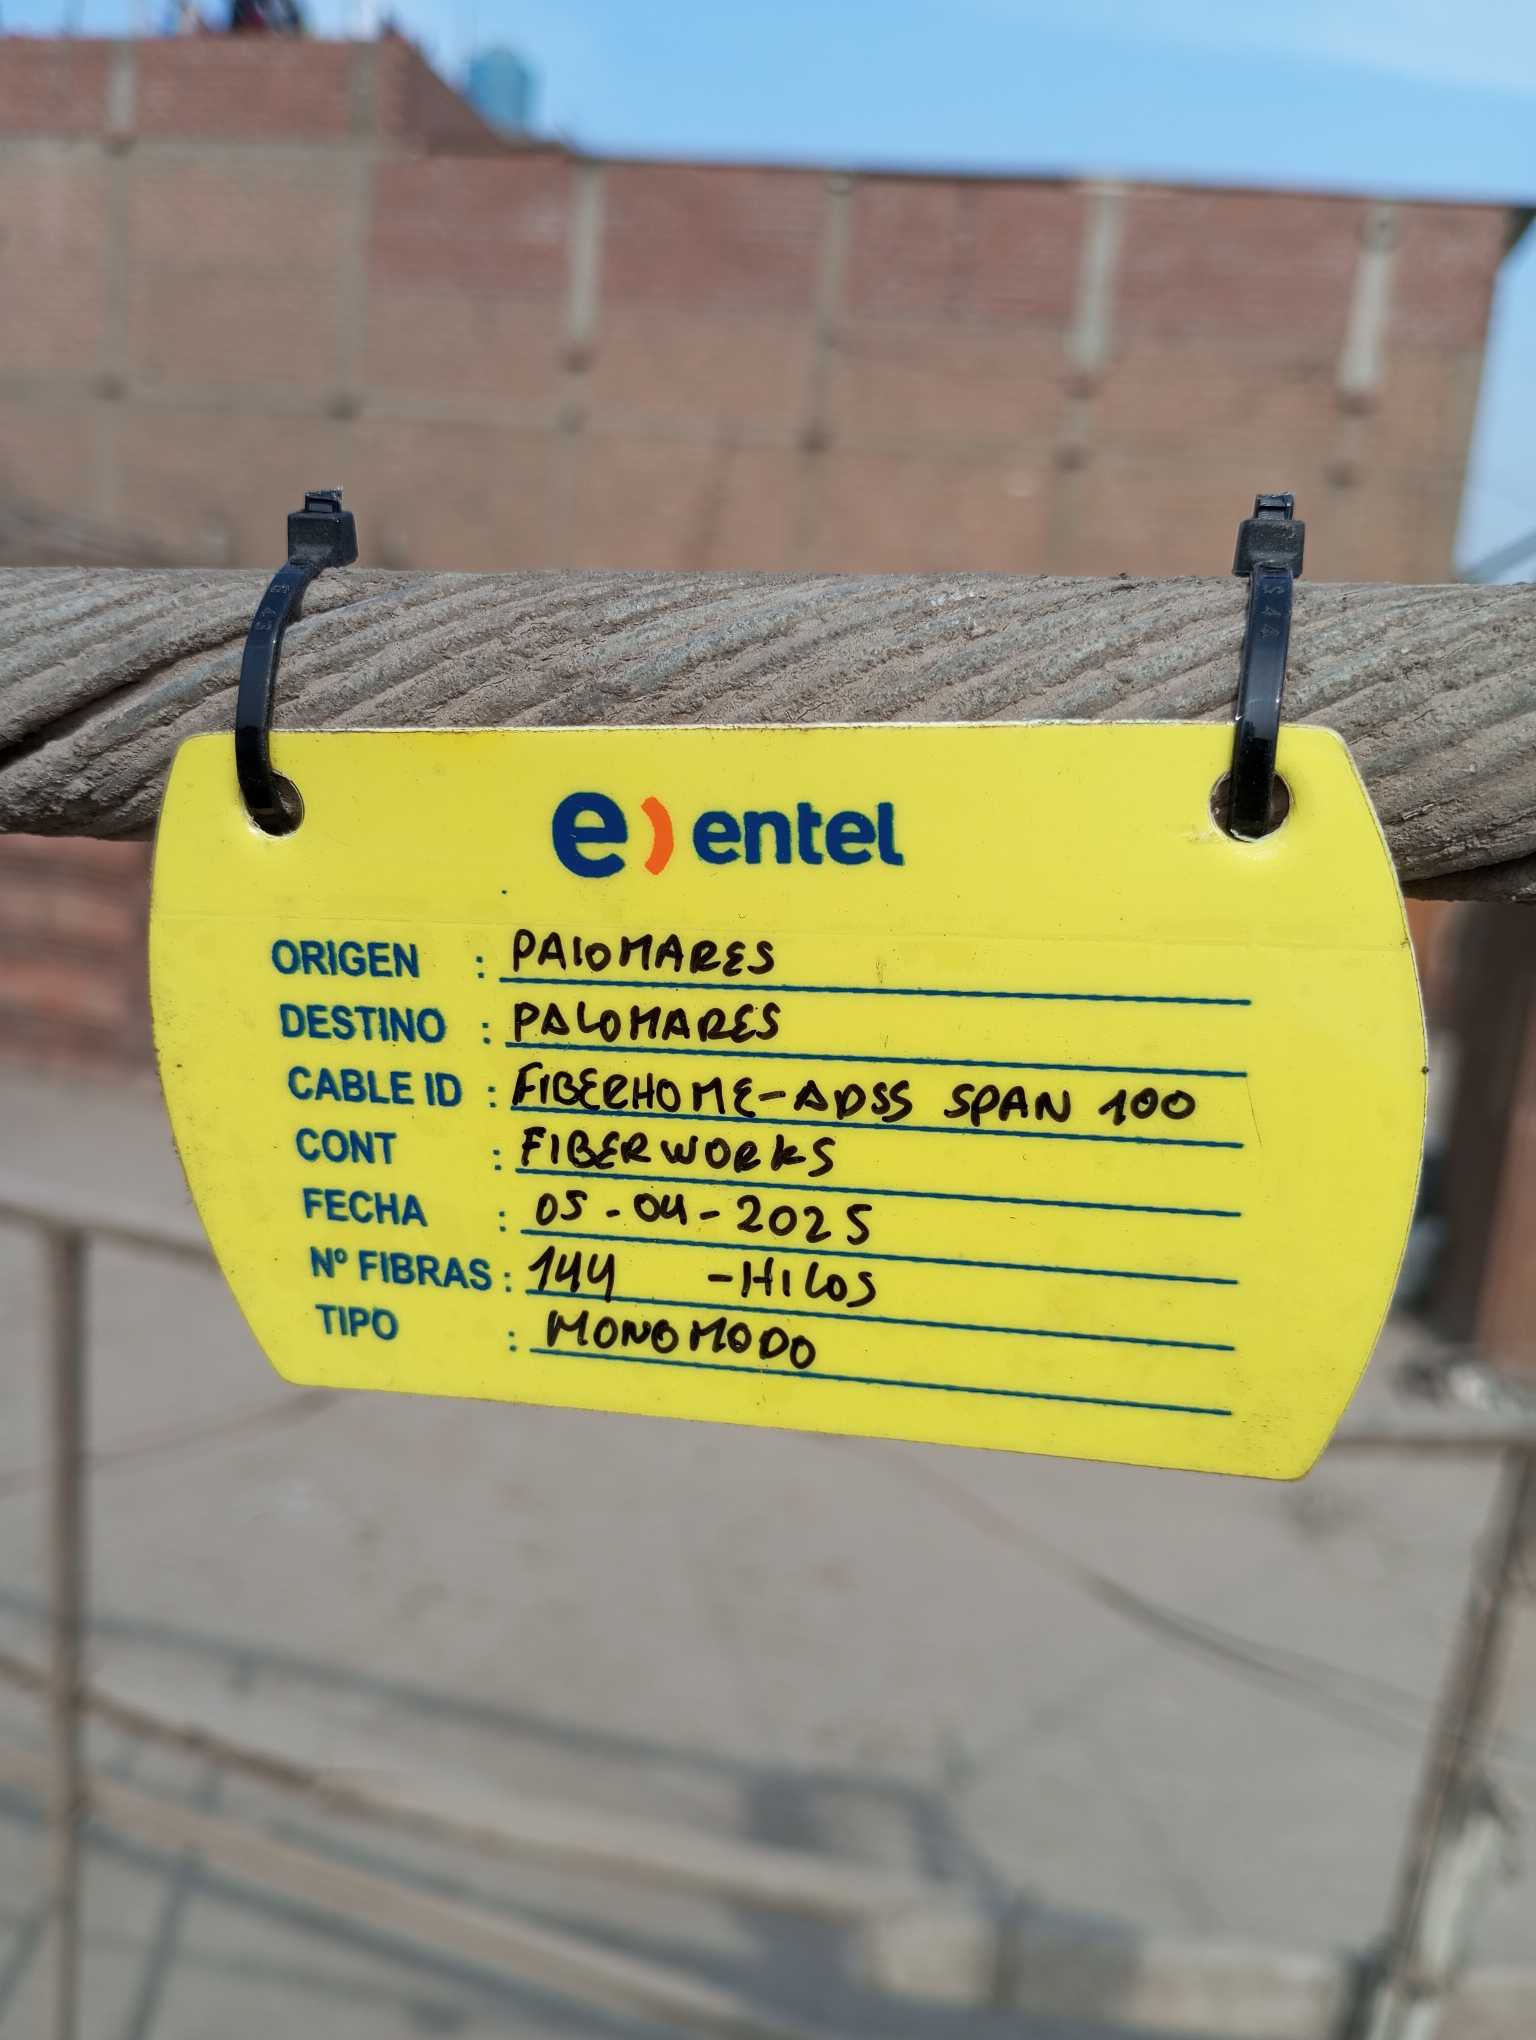 e) entel
ORIGEN : PALOMARES
DESTINO : PALOMARES
CABLE ID : FIBERHOME-ADSS SPAN 100
CONT : FIBERWORKS
FECHA : 05-04-2025
Nº FIBRAS : 144 -HILOS
TIPO : MONOMODO